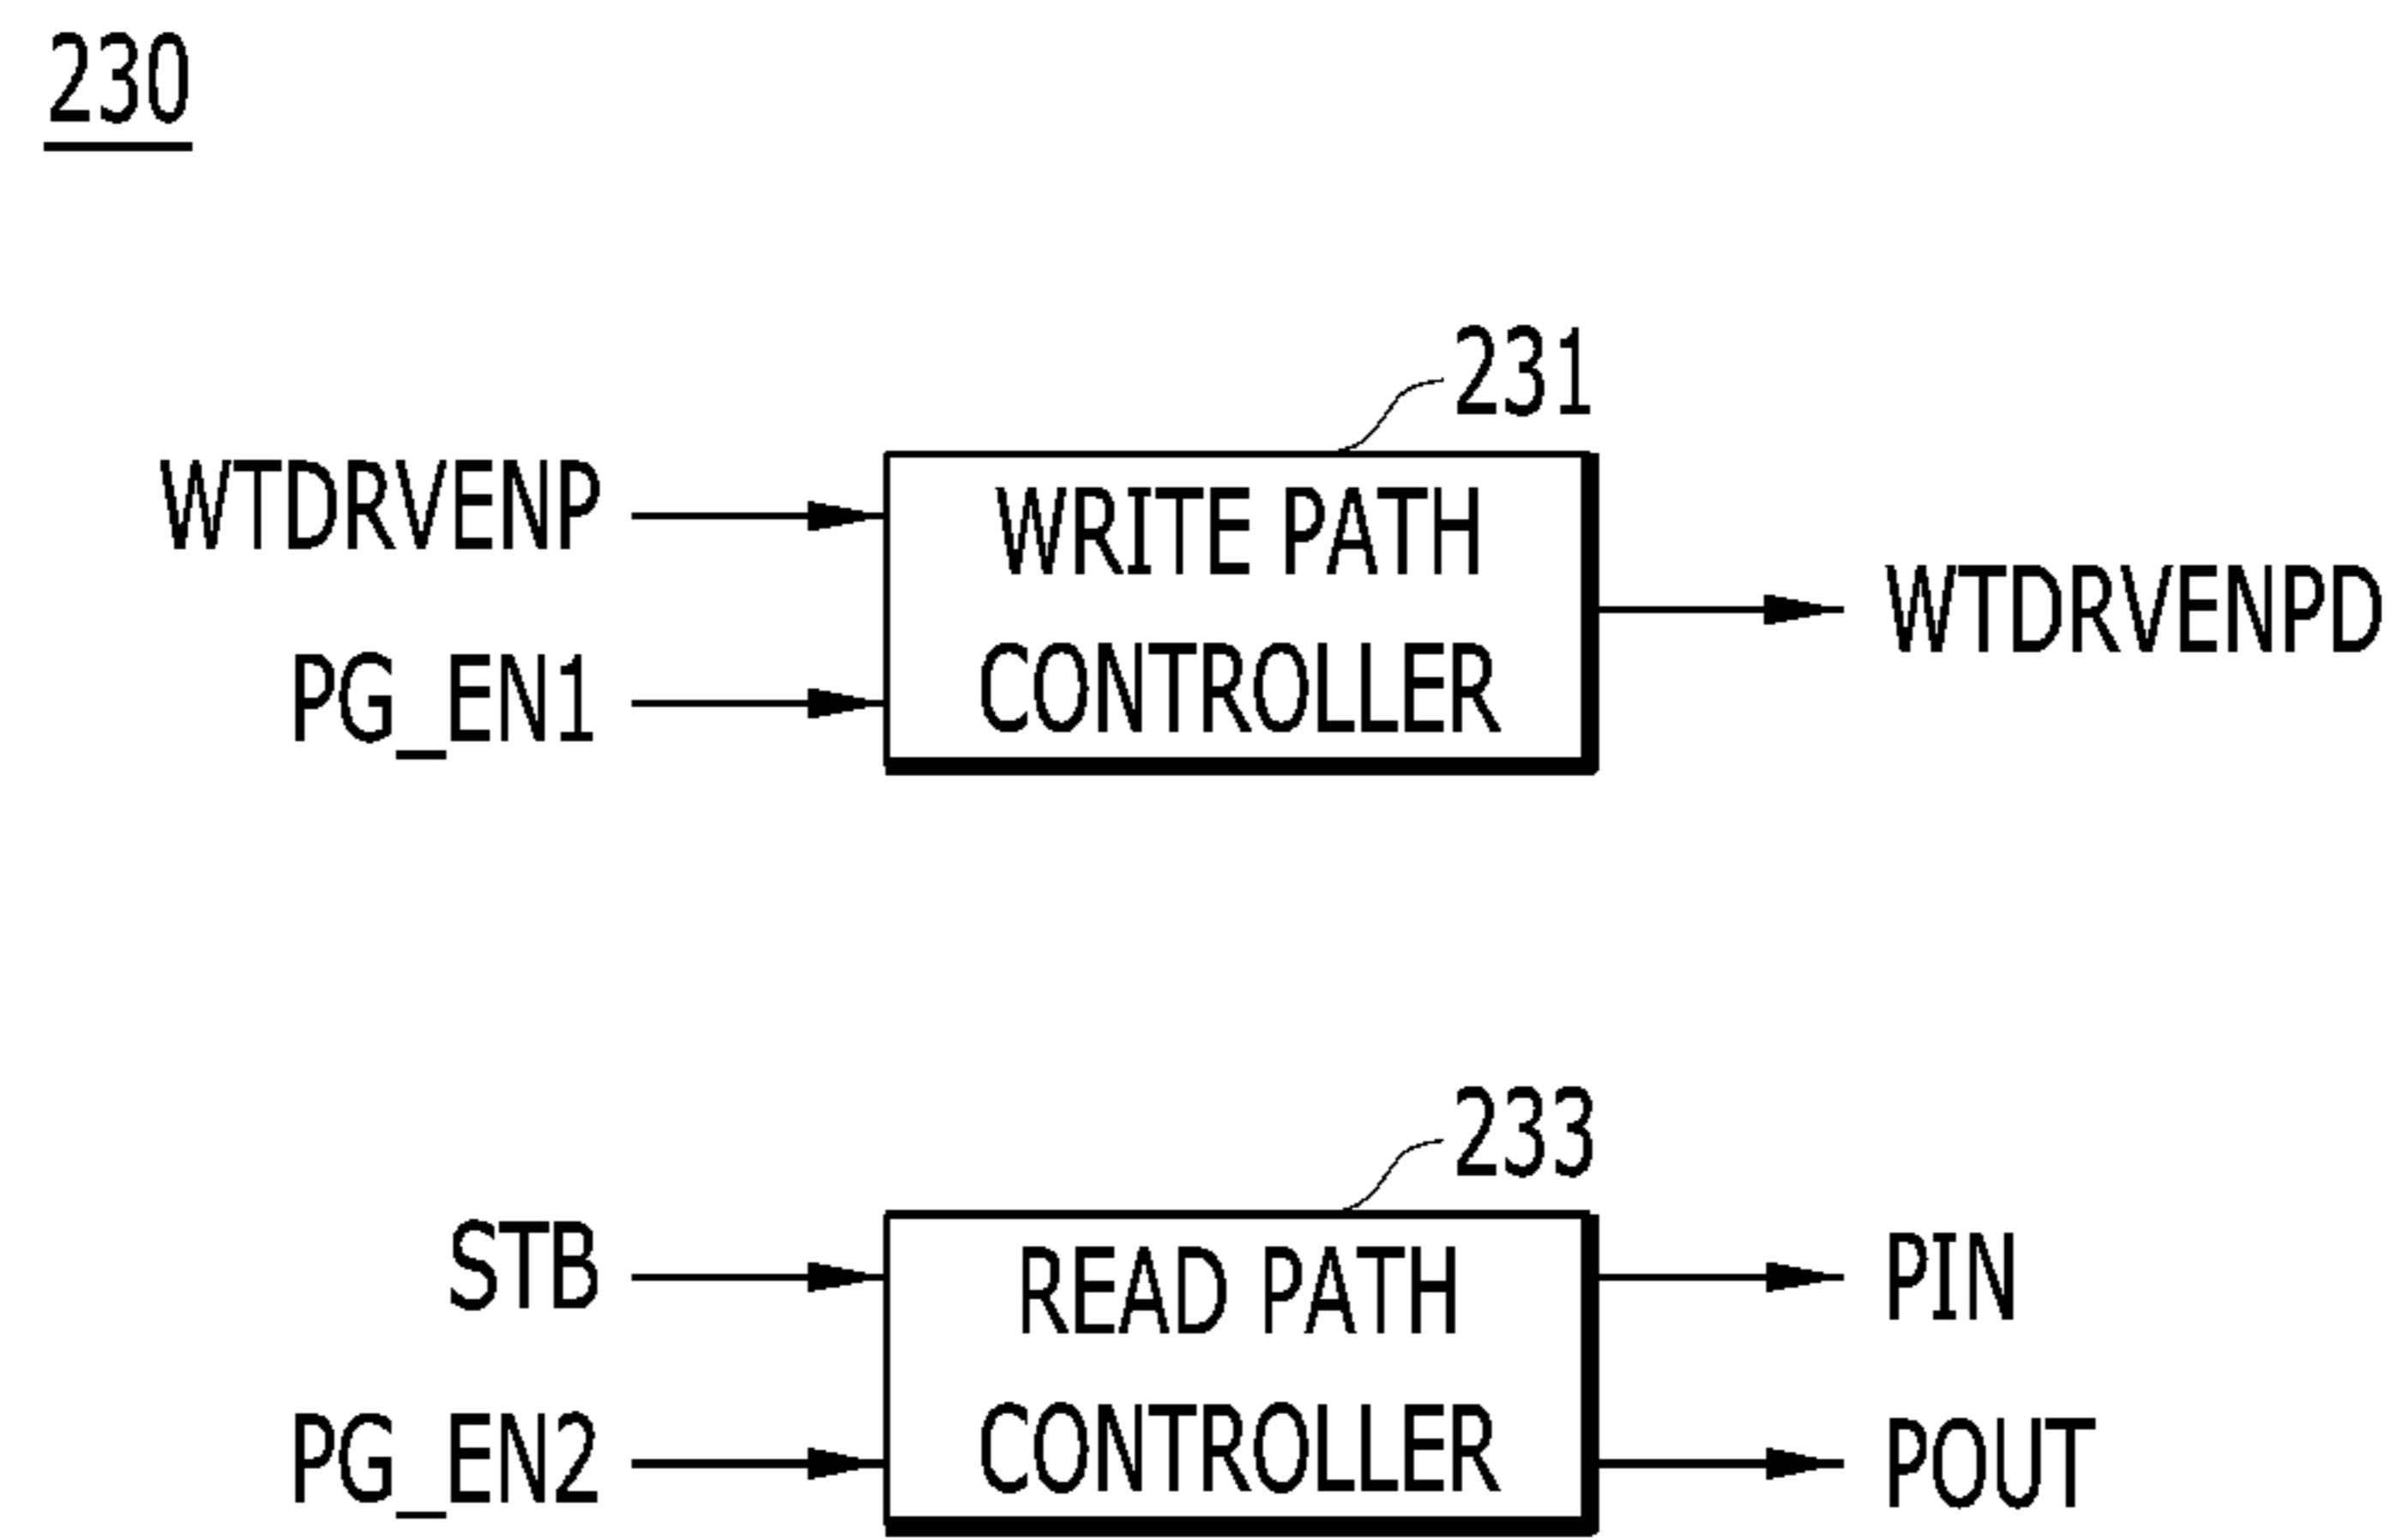 230
231
WTDRVENP
WRITE PATH
WTDRVENPD
PG_EN1
CONTROLLER
233
STB
READ PATH
PIN
PG_EN2
CONTROLLER
POUT